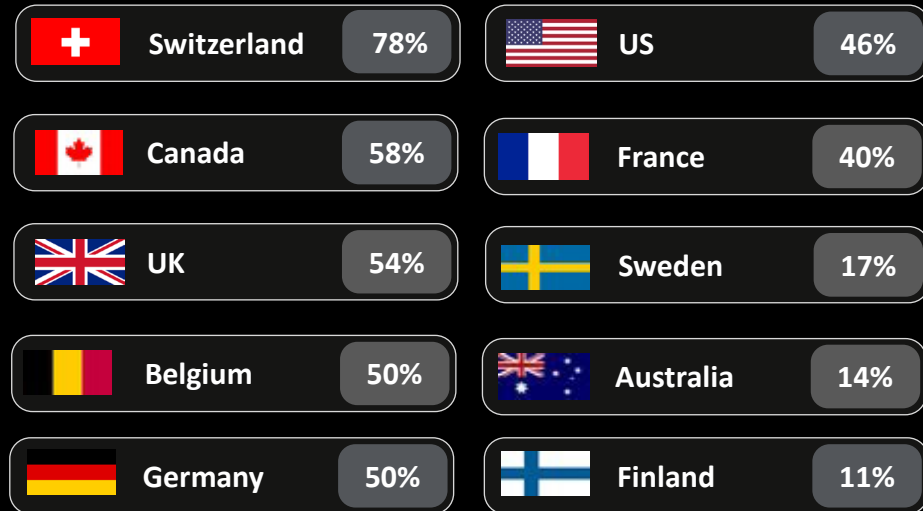 Switzerland 78%
Canada 58%
UK 54%
Belgium 50%
Germany 50%
US 46%
France 40%
Sweden 17%
Australia 14%
Finland 11%